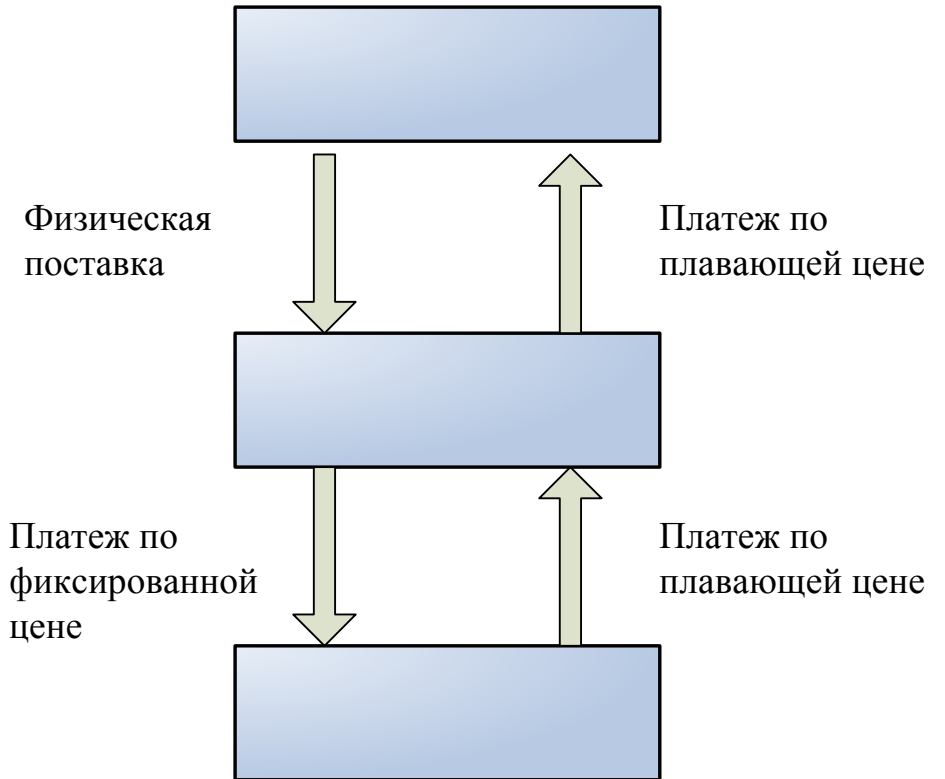 Физическая
поставка
Платеж по
плавающей цене
Платеж по
фиксированной
цене
Платеж по
плавающей цене